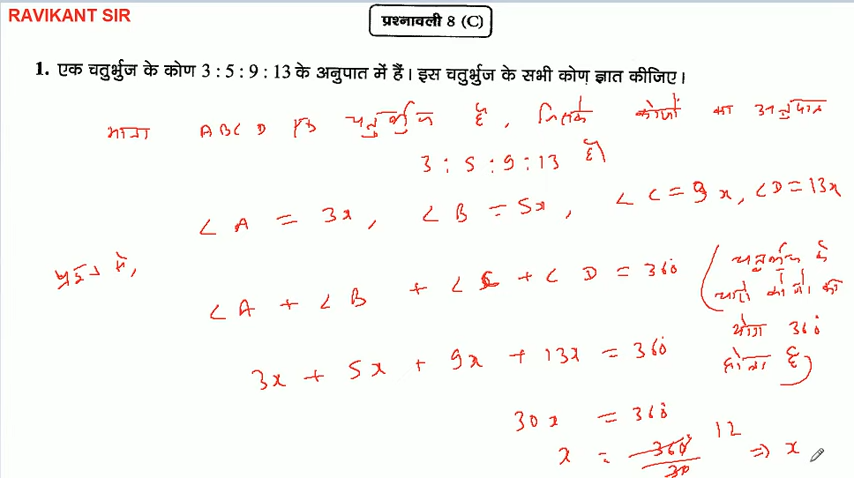 RAVIKANT SIR
प्रश्नावली 8 (C)
1. एक चतुर्भुज के कोण 3 : 5 : 9 : 13 के अनुपात में हैं। इस चतुर्भुज के सभी कोण ज्ञात कीजिए।
माना ABCD एक चतुर्भुज है, जिसके कोणों का अनुपात
3 : 5 : 9 : 13 है।
∠A = 3x, ∠B = 5x, ∠C = 9x, ∠D = 13x
प्रश्न से,
∠A + ∠B + ∠C + ∠D = 360° (चतुर्भुज के
चारों कोणों का
योग 360°
होता है)
3x + 5x + 9x + 13x = 360°
30x = 360°
x = 360°/30 12 ⇒ x